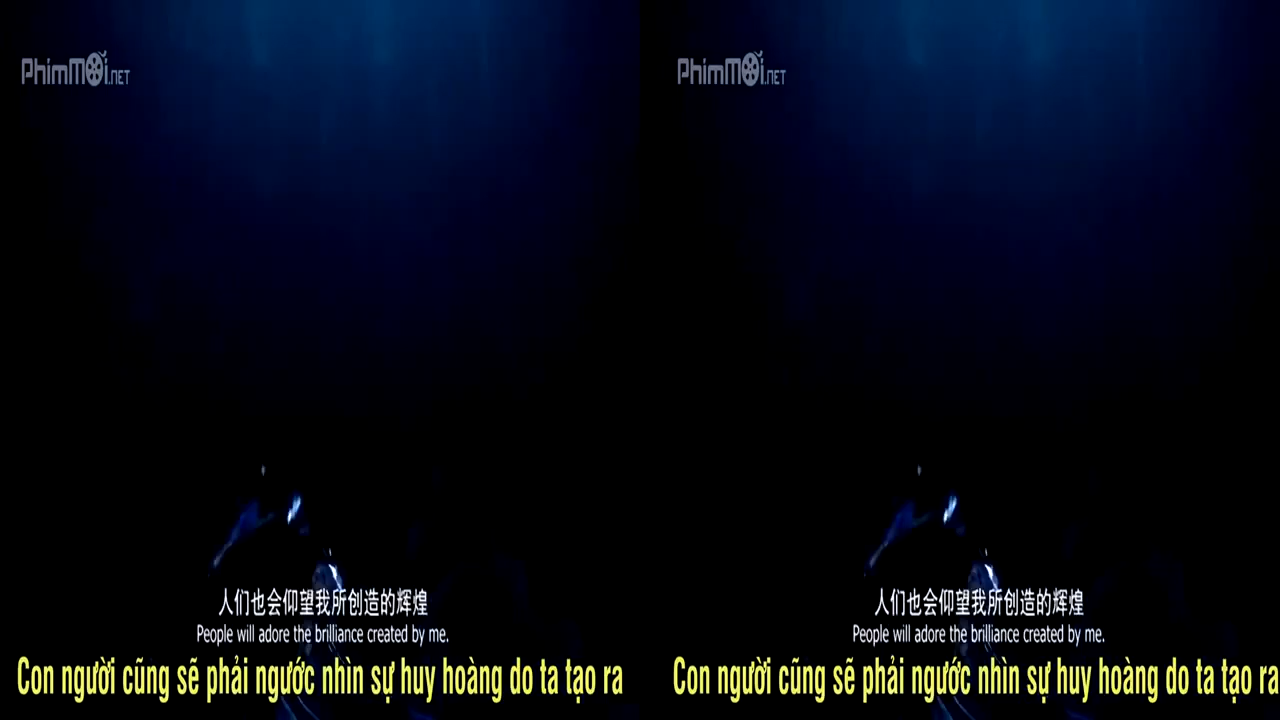 PhimMới.NET PhimMới.NET
人们也会仰望我所创造的辉煌 人们也会仰望我所创造的辉煌
People will adore the brilliance created by me. People will adore the brilliance created by me.
Con người cũng sẽ phải ngước nhìn sự huy hoàng do ta tạo ra Con người cũng sẽ phải ngước nhìn sự huy hoàng do ta tạo ra